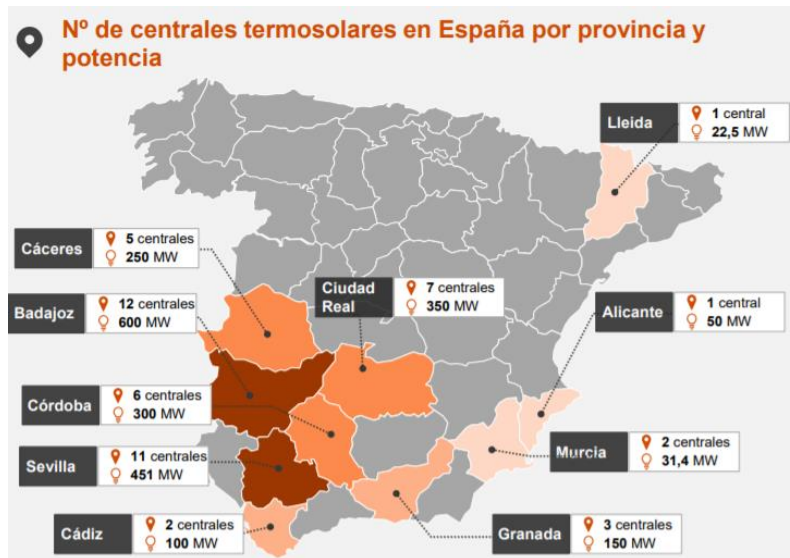 Nº de centrales termosolares en España por provincia y
potencia
Lleida
1 central
22,5 MW
Cáceres
5 centrales
250 MW
Ciudad
Real
7 centrales
350 MW
Badajoz
12 centrales
600 MW
Alicante
1 central
50 MW
Córdoba
6 centrales
300 MW
Murcia
2 centrales
31,4 MW
Sevilla
11 centrales
451 MW
Cádiz
2 centrales
100 MW
Granada
3 centrales
150 MW